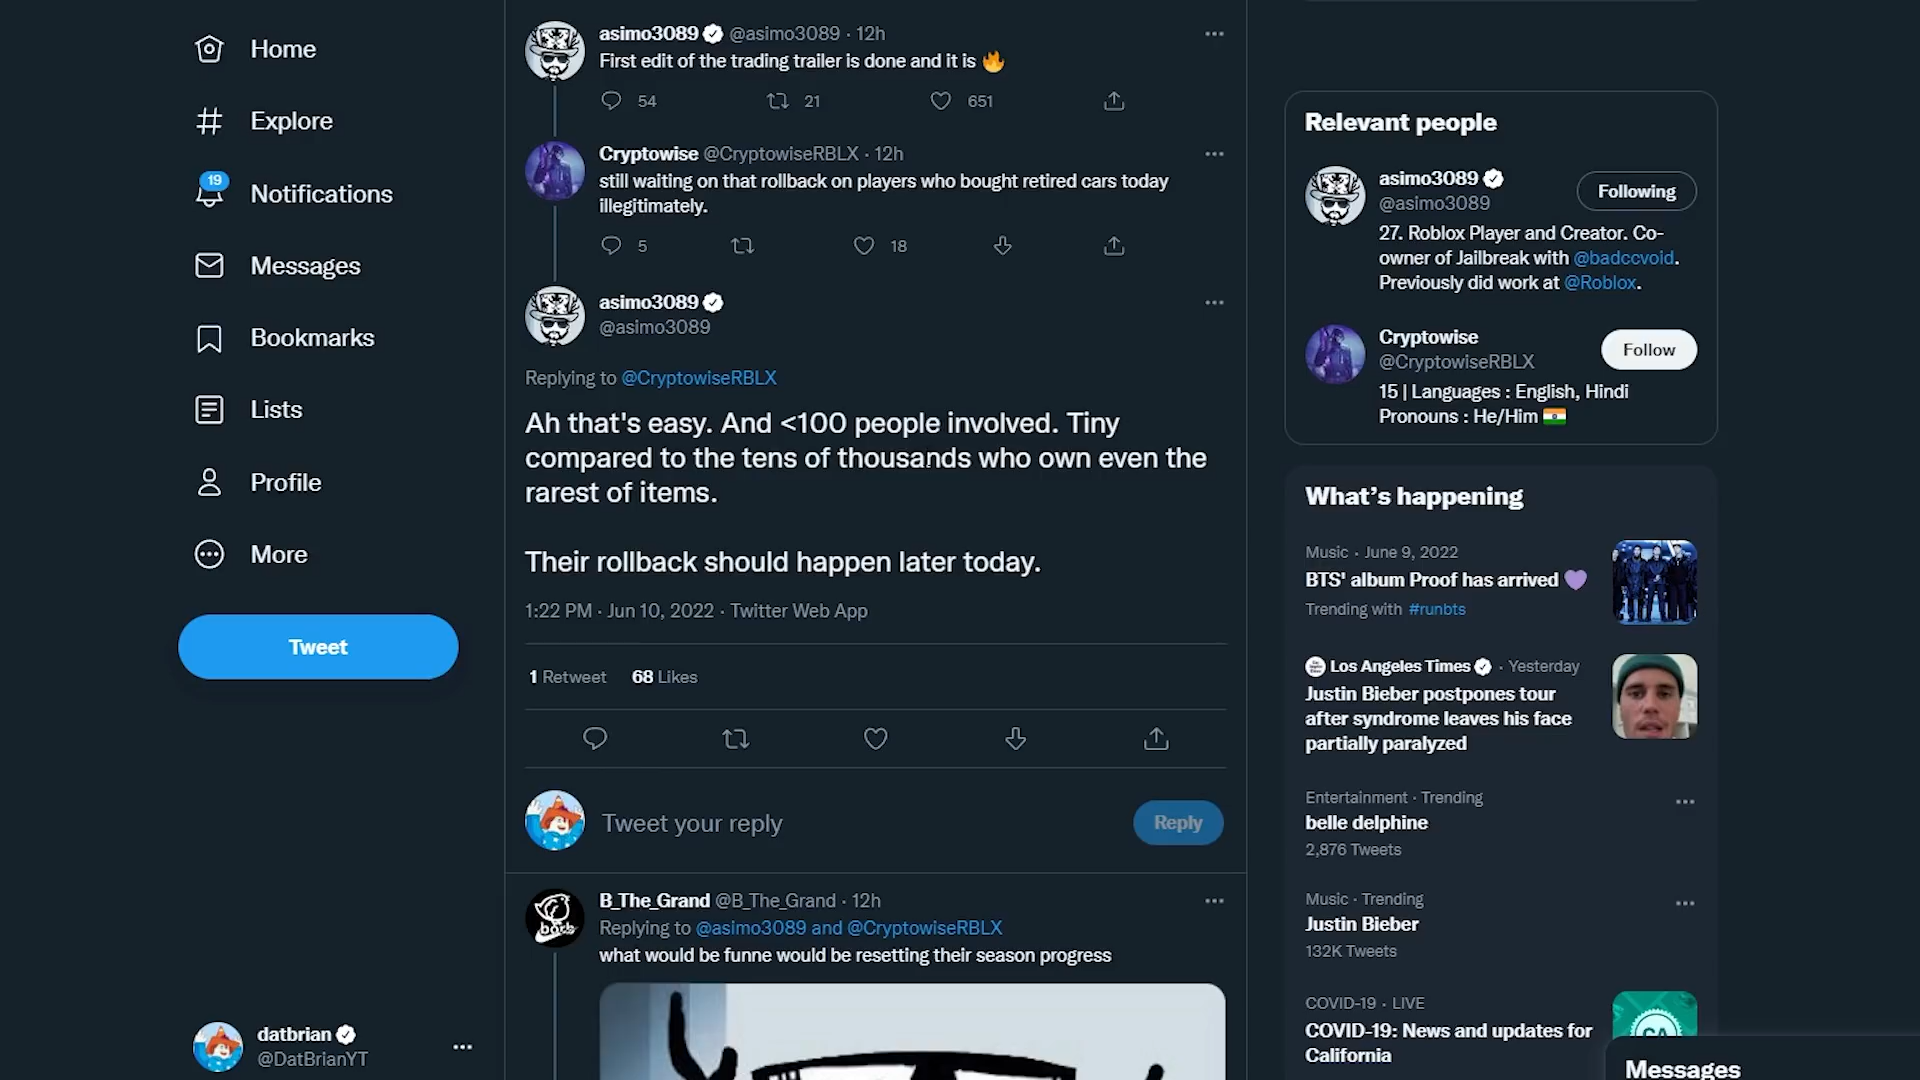 Home
Explore
19
Notifications
Messages
Bookmarks
Lists
Profile
More
Tweet
datbrian
@DatBrianYT
asimo3089 @asimo3089 · 12h
First edit of the trading trailer is done and it is 🔥
54 21 651
Cryptowise @CryptowiseRBLX · 12h
still waiting on that rollback on players who bought retired cars today
illegitimately.
5 18
asimo3089
@asimo3089
Replying to @CryptowiseRBLX
Ah that's easy. And <100 people involved. Tiny
compared to the tens of thousands who own even the
rarest of items.
Their rollback should happen later today.
1:22 PM · Jun 10, 2022 · Twitter Web App
1 Retweet 68 Likes
Tweet your reply
Reply
B_The_Grand @B_The_Grand · 12h
Replying to @asimo3089 and @CryptowiseRBLX
what would be funne would be resetting their season progress
borb
Relevant people
asimo3089
@asimo3089
Following
27. Roblox Player and Creator. Co-
owner of Jailbreak with @badccvoid.
Previously did work at @Roblox.
Cryptowise
@CryptowiseRBLX
Follow
15 | Languages : English, Hindi
Pronouns : He/Him 🇮🇳
What's happening
Music · June 9, 2022
BTS' album Proof has arrived 💜
Trending with #runbts
Los Angeles Times · Yesterday
Justin Bieber postpones tour
after syndrome leaves his face
partially paralyzed
Entertainment · Trending
belle delphine
2,876 Tweets
Music · Trending
Justin Bieber
132K Tweets
COVID-19 · LIVE
COVID-19: News and updates for
California
CA
Messages